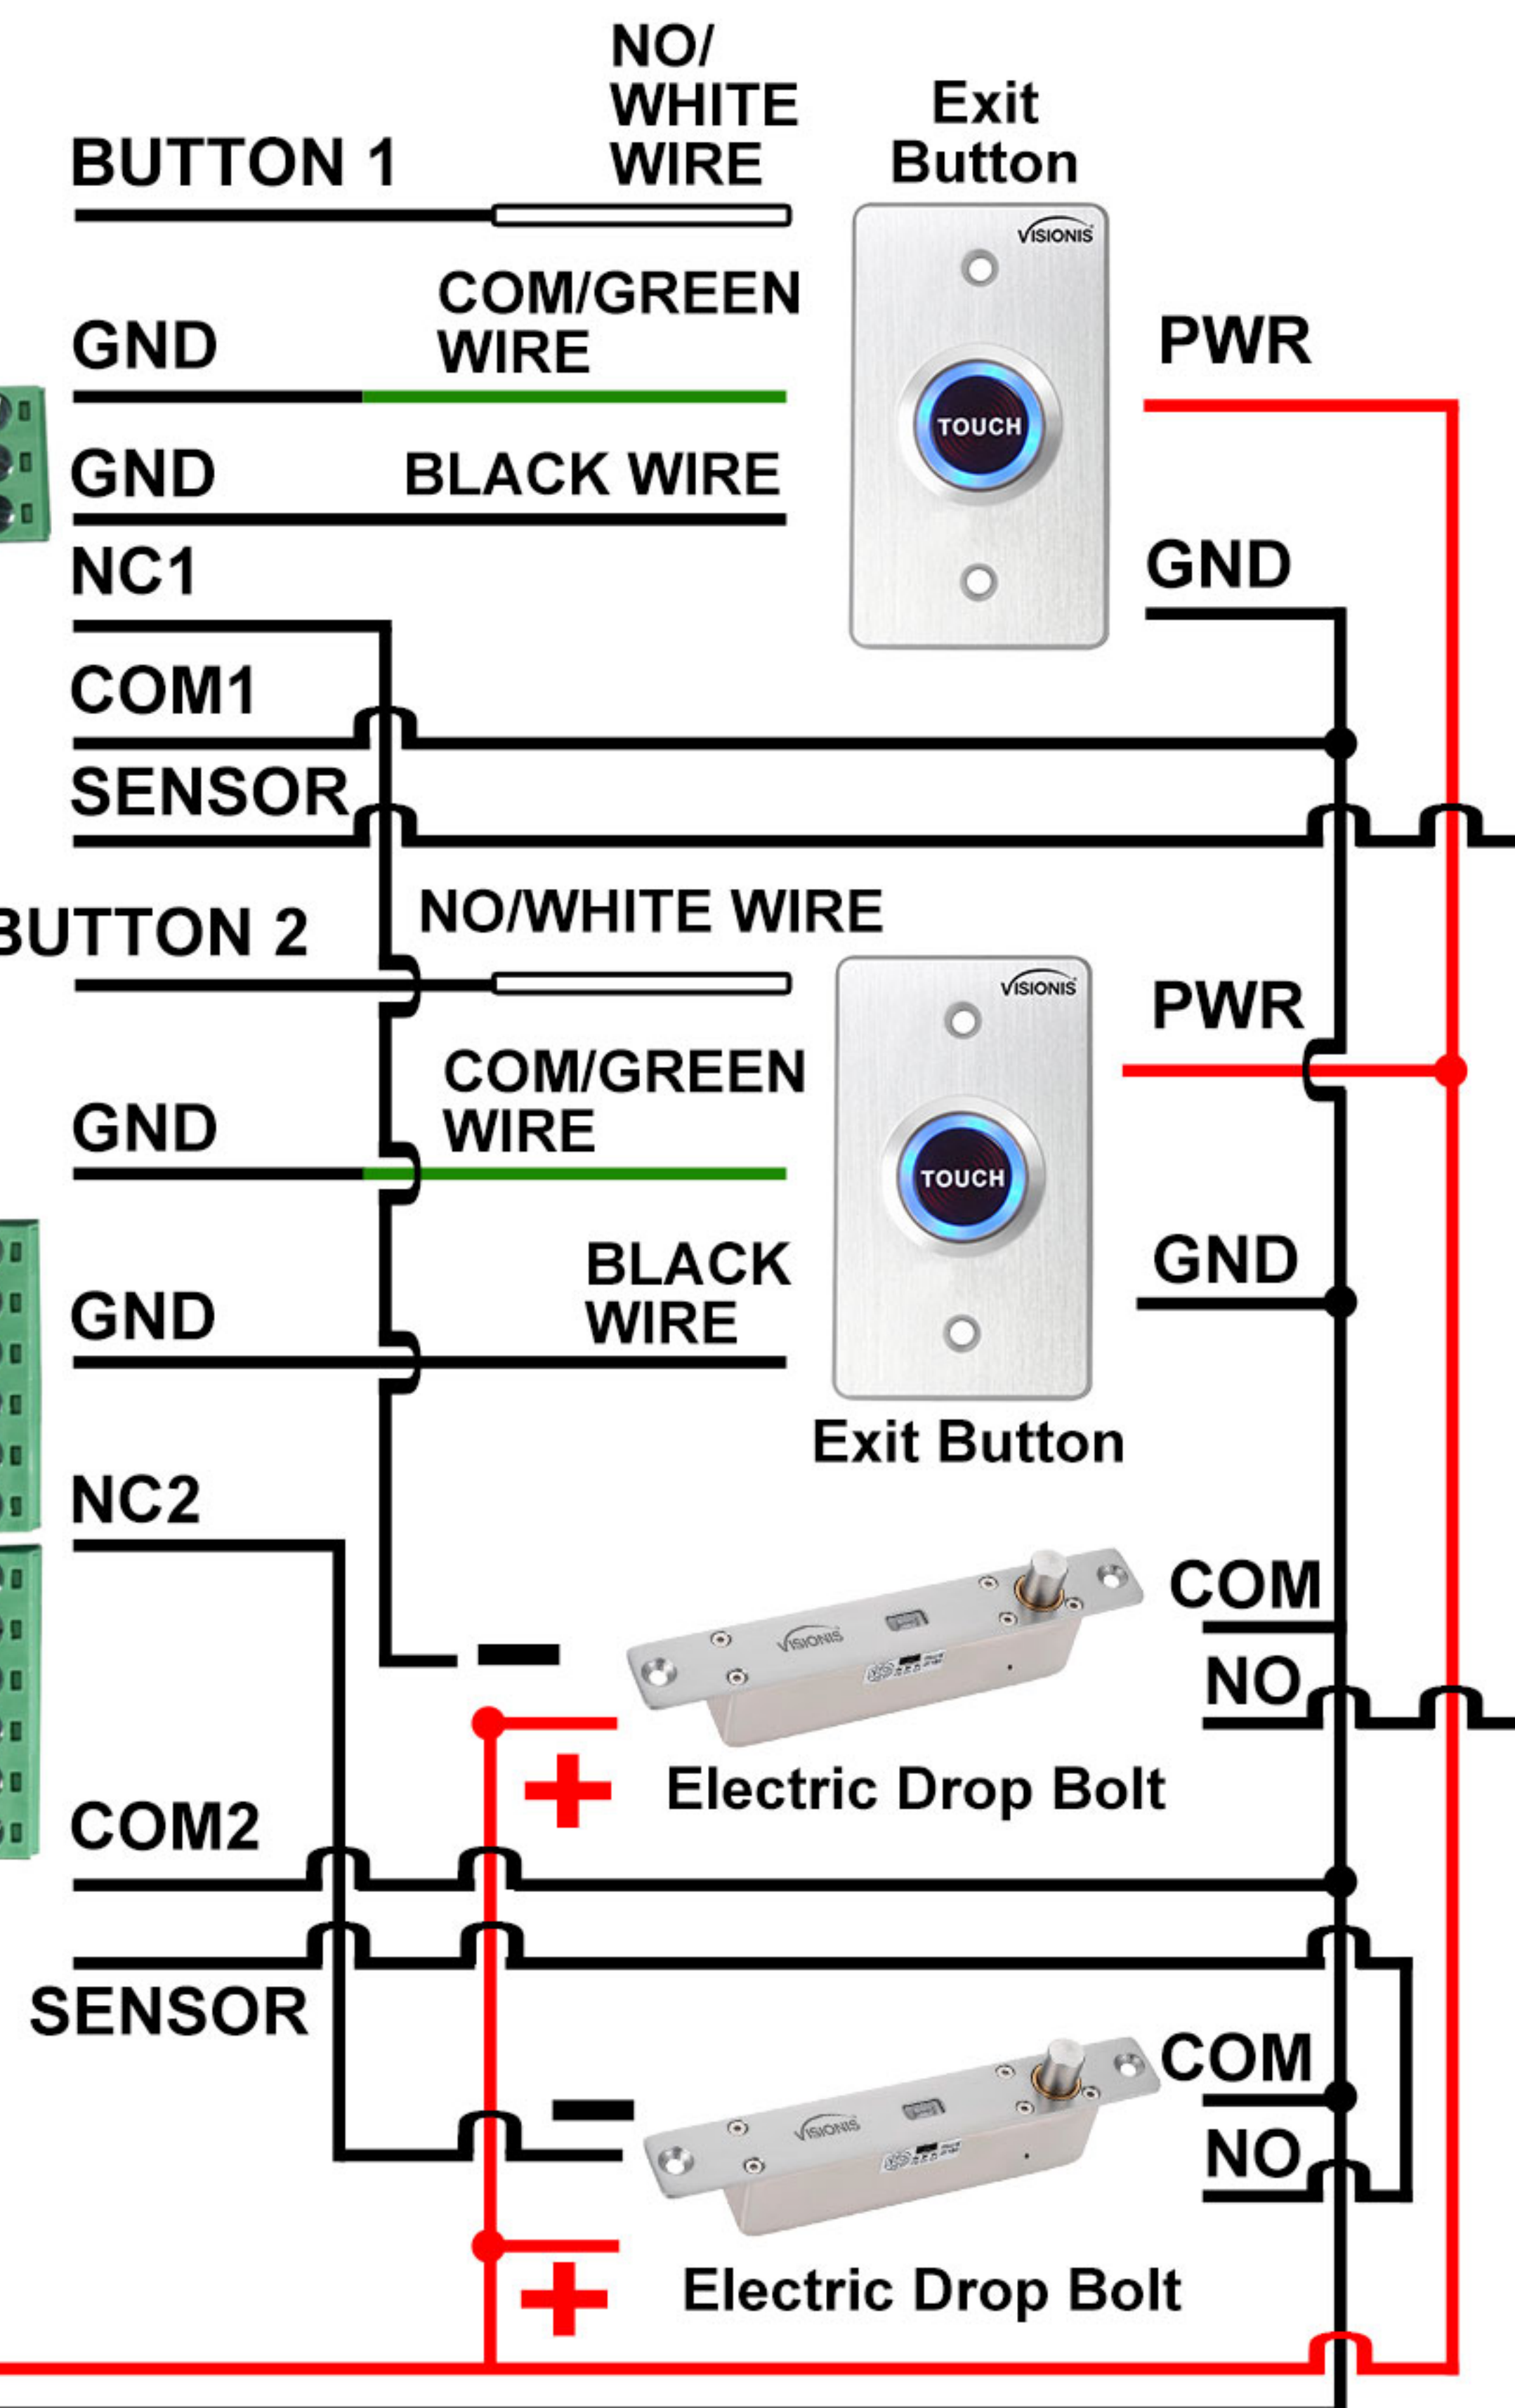 NO/
WHITE
WIRE
Exit
Button
BUTTON 1
VISIONIS
COM/GREEN
WIRE
GND
PWR
TOUCH
GND
BLACK WIRE
NC1
GND
COM1
SENSOR
NO/WHITE WIRE
BUTTON 2
VISIONIS
PWR
COM/GREEN
WIRE
GND
TOUCH
BLACK
WIRE
GND
GND
Exit Button
NC2
COM
VISIONIS
NO
Electric Drop Bolt
COM2
SENSOR
COM
VISIONIS
NO
Electric Drop Bolt